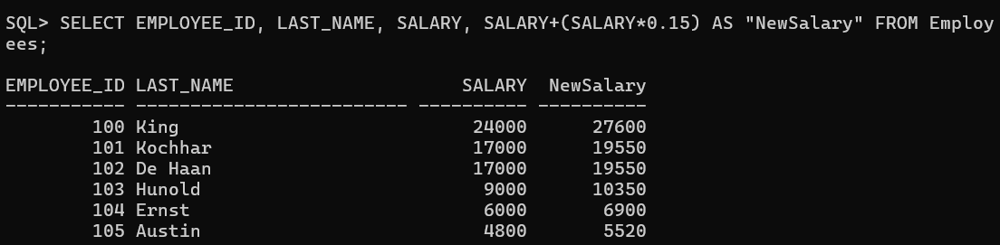 SQL> SELECT EMPLOYEE_ID, LAST_NAME, SALARY, SALARY+(SALARY*0.15) AS "NewSalary" FROM Employ
ees;
EMPLOYEE_ID LAST_NAME                     SALARY  NewSalary
----------- ------------------------- ---------- ----------
        100 King                           24000      27600
        101 Kochhar                        17000      19550
        102 De Haan                        17000      19550
        103 Hunold                          9000      10350
        104 Ernst                           6000       6900
        105 Austin                          4800       5520